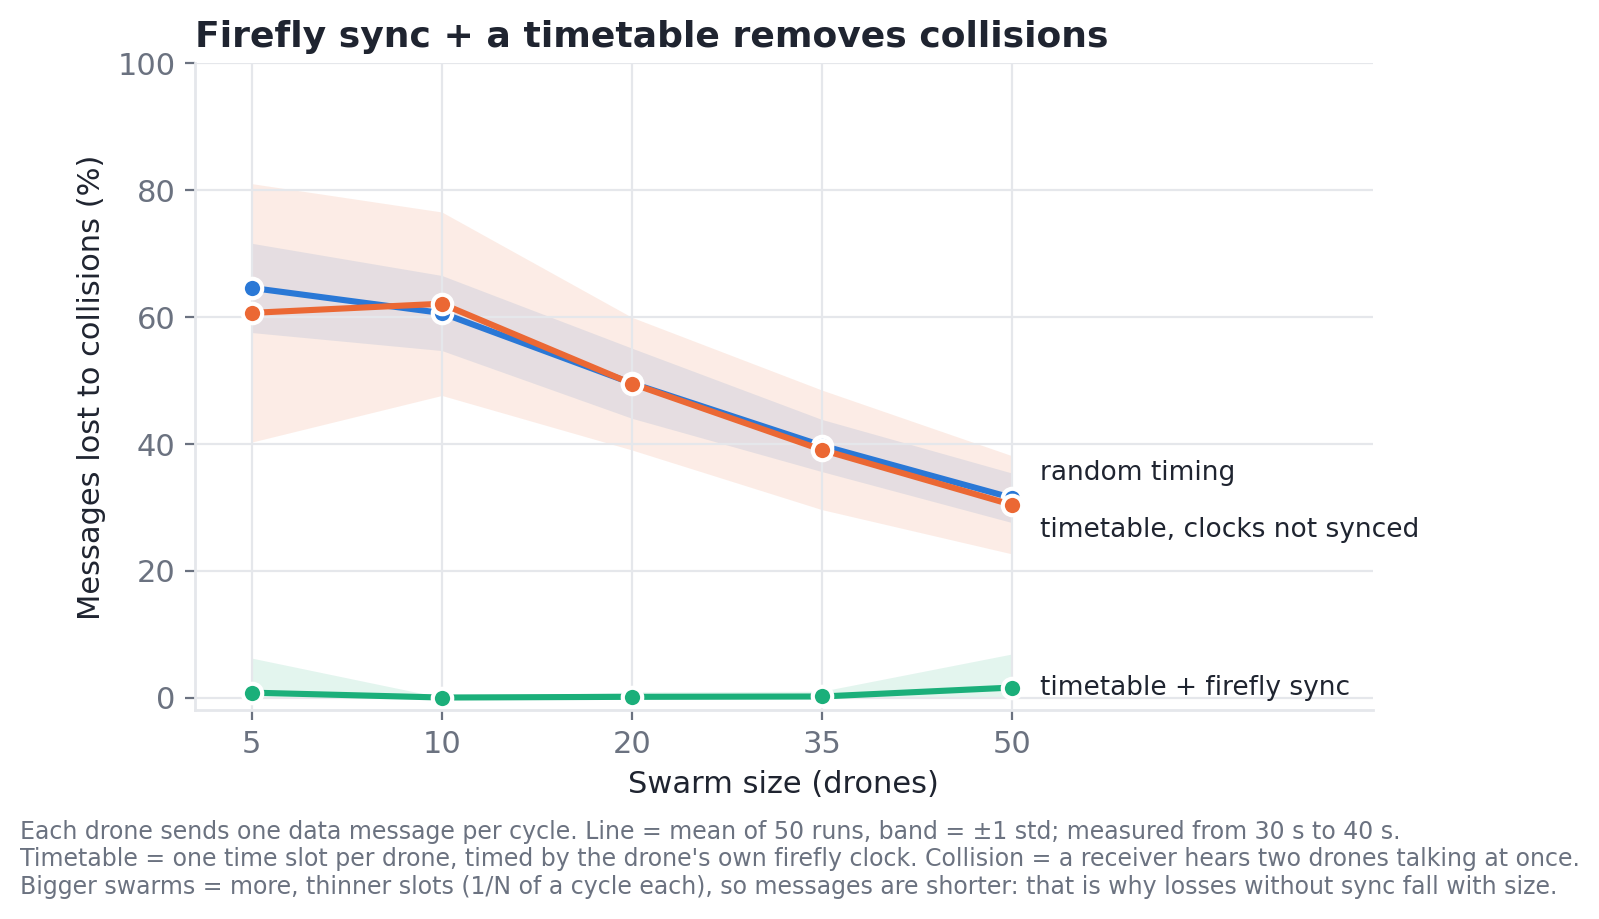 Firefly sync + a timetable removes collisions
100
80
60
40
20
0
Messages lost to collisions (%)
random timing
timetable, clocks not synced
timetable + firefly sync
5 10 20 35 50
Swarm size (drones)
Each drone sends one data message per cycle. Line = mean of 50 runs, band = ±1 std; measured from 30 s to 40 s.
Timetable = one time slot per drone, timed by the drone's own firefly clock. Collision = a receiver hears two drones talking at once.
Bigger swarms = more, thinner slots (1/N of a cycle each), so messages are shorter: that is why losses without sync fall with size.